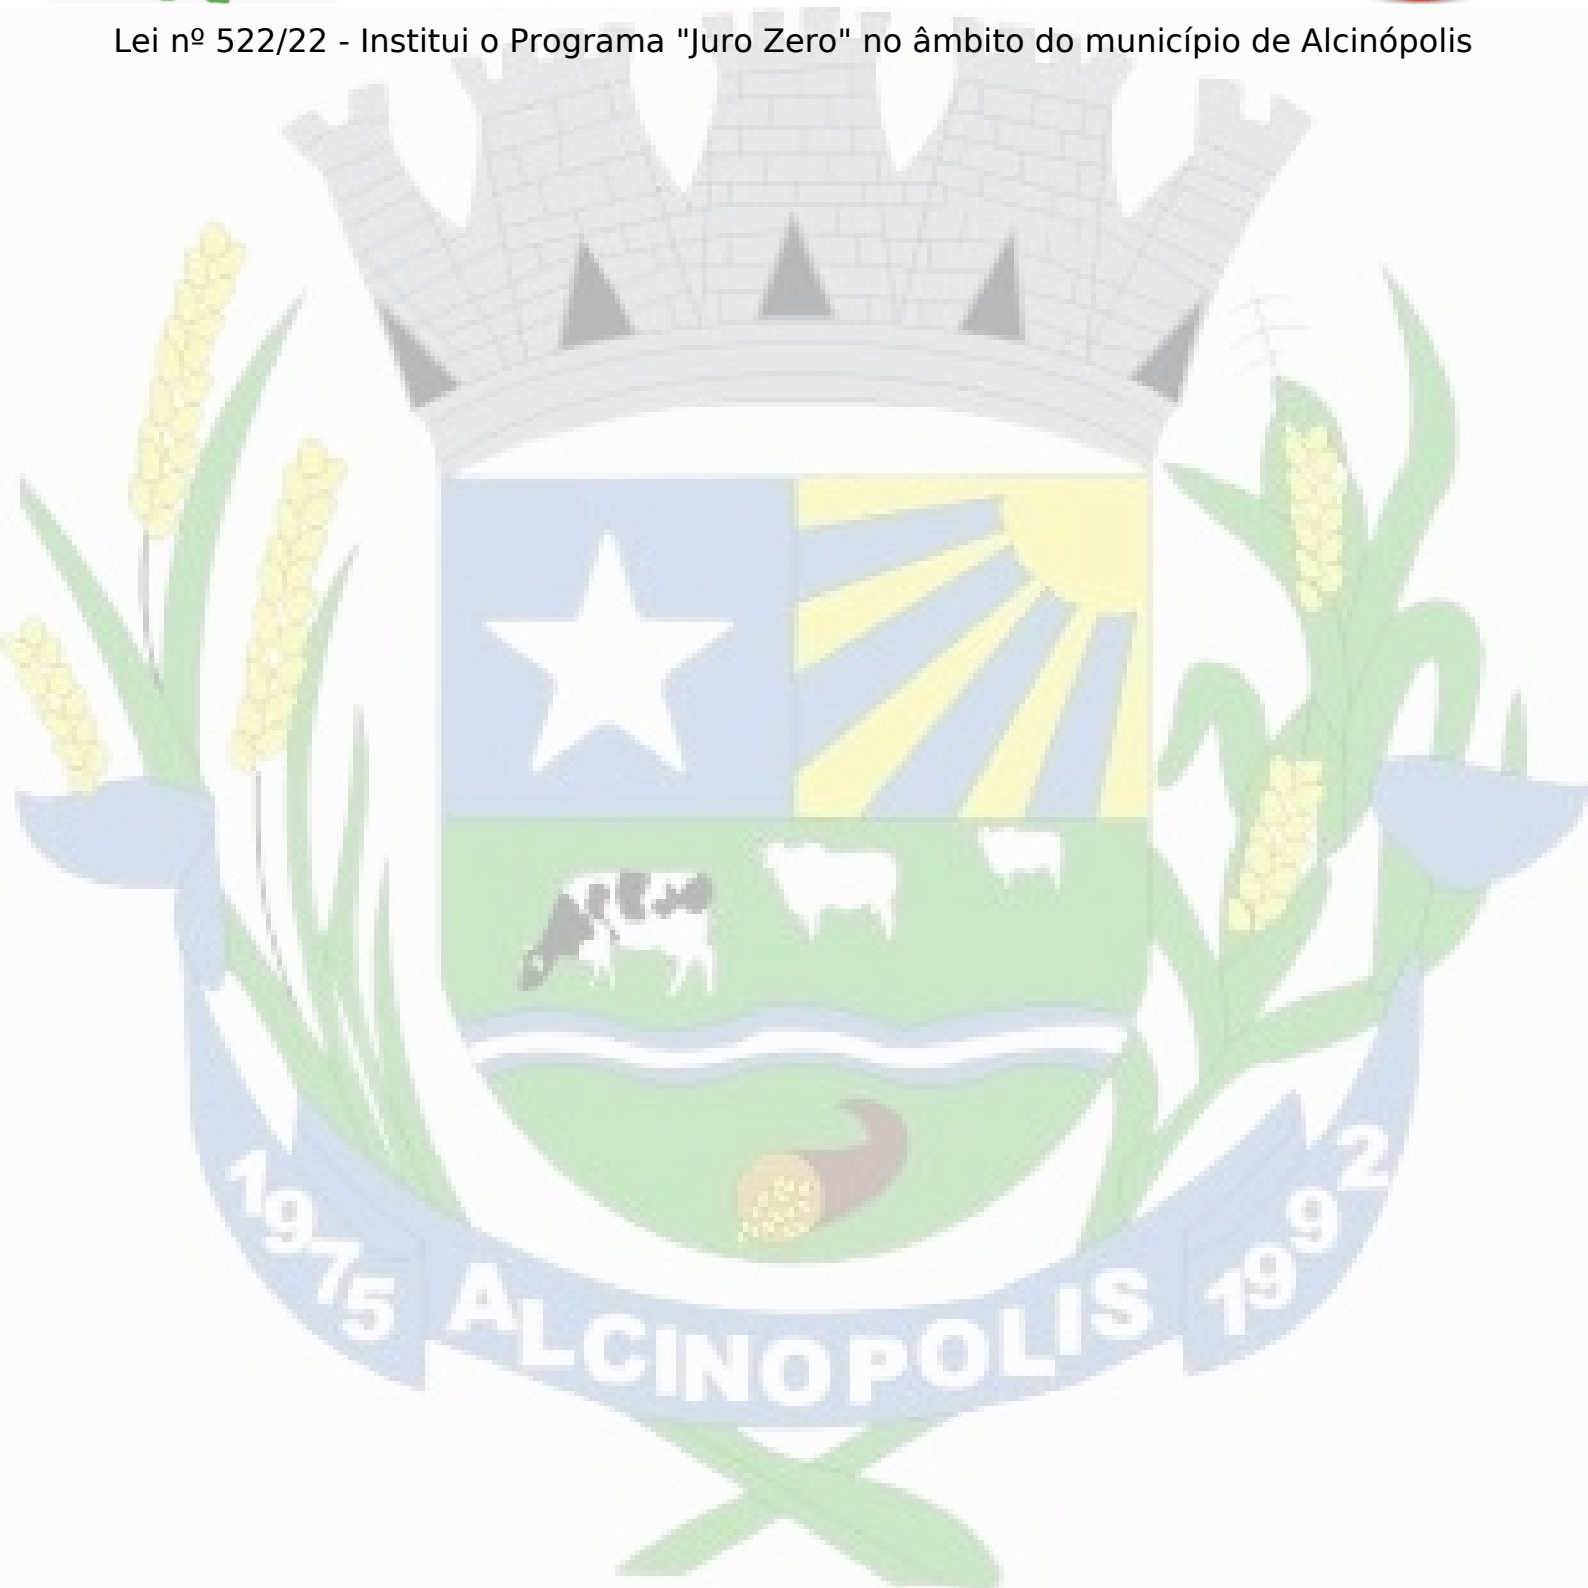 Lei nº 522/22 - Institui o Programa "Juro Zero" no âmbito do município de Alcinópolis
1975 ALCINOPOLIS 1992